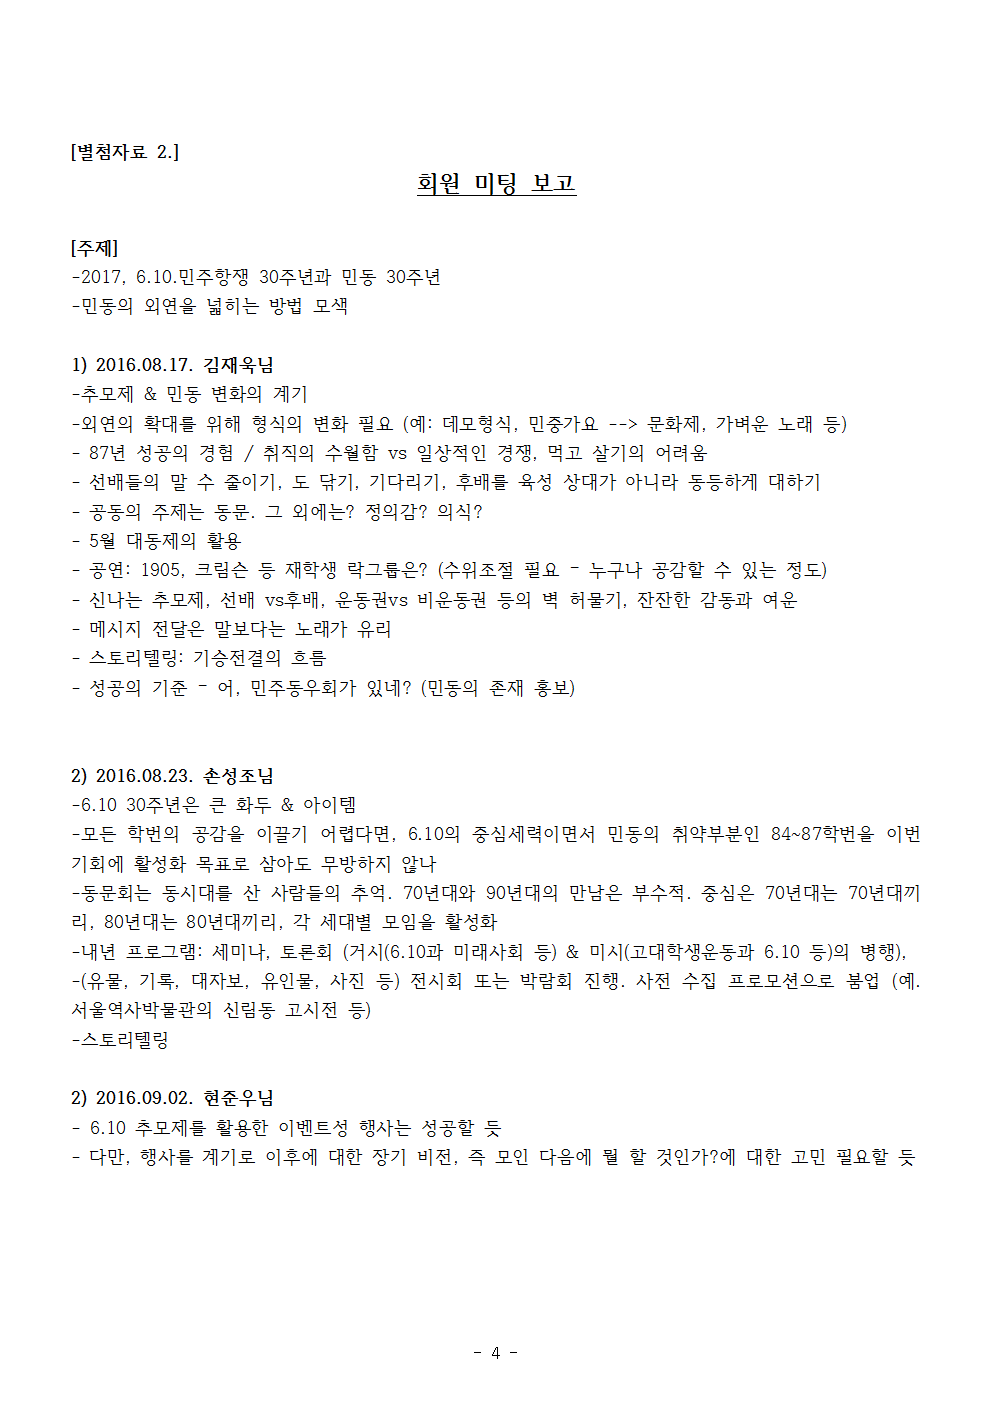 [별첨자료 2.]
회원 미팅 보고
[주제]
-2017, 6.10.민주항쟁 30주년과 민동 30주년
-민동의 외연을 넓히는 방법 모색
1) 2016.08.17. 김재욱님
-추모제 & 민동 변화의 계기
-외연의 확대를 위해 형식의 변화 필요 (예: 데모형식, 민중가요 --> 문화제, 가벼운 노래 등)
- 87년 성공의 경험 / 취직의 수월함 vs 일상적인 경쟁, 먹고 살기의 어려움
- 선배들의 말 수 줄이기, 도 닦기, 기다리기, 후배를 육성 상대가 아니라 동등하게 대하기
- 공동의 주제는 동문. 그 외에는? 정의감? 의식?
- 5월 대동제의 활용
- 공연: 1905, 크림슨 등 재학생 락그룹은? (수위조절 필요 - 누구나 공감할 수 있는 정도)
- 신나는 추모제, 선배 vs후배, 운동권vs 비운동권 등의 벽 허물기, 잔잔한 감동과 여운
- 메시지 전달은 말보다는 노래가 유리
- 스토리텔링: 기승전결의 흐름
- 성공의 기준 - 어, 민주동우회가 있네? (민동의 존재 홍보)
2) 2016.08.23. 손성조님
-6.10 30주년은 큰 화두 & 아이템
-모든 학번의 공감을 이끌기 어렵다면, 6.10의 중심세력이면서 민동의 취약부분인 84~87학번을 이번
기회에 활성화 목표로 삼아도 무방하지 않나
-동문회는 동시대를 산 사람들의 추억. 70년대와 90년대의 만남은 부수적. 중심은 70년대는 70년대끼
리, 80년대는 80년대끼리, 각 세대별 모임을 활성화
-내년 프로그램: 세미나, 토론회 (거시(6.10과 미래사회 등) & 미시(고대학생운동과 6.10 등)의 병행),
-(유물, 기록, 대자보, 유인물, 사진 등) 전시회 또는 박람회 진행. 사전 수집 프로모션으로 붐업 (예.
서울역사박물관의 신림동 고시전 등)
-스토리텔링
2) 2016.09.02. 현준우님
- 6.10 추모제를 활용한 이벤트성 행사는 성공할 듯
- 다만, 행사를 계기로 이후에 대한 장기 비전, 즉 모인 다음에 뭘 할 것인가?에 대한 고민 필요할 듯
- 4 -